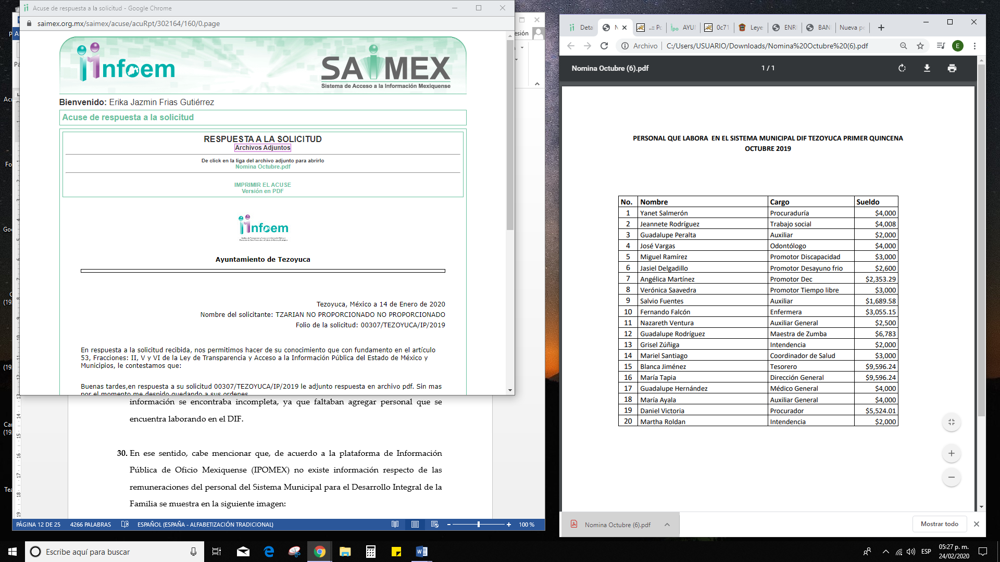 Acuse de respuesta a la solicitud - Google Chrome
saimex.org.mx/saimex/acuse/acuRpt/302164/160/0.page
infoem
SAIMEX
Sistema de Acceso a la Información Mexiquense
Bienvenido: Erika Jazmin Frias Gutiérrez
Acuse de respuesta a la solicitud
RESPUESTA A LA SOLICITUD
Archivos Adjuntos
De click en la liga del archivo adjunto para abrirlo
Nomina Octubre.pdf
IMPRIMIR EL ACUSE
Versión en PDF
infoem
Ayuntamiento de Tezoyuca
Tezoyuca, México a 14 de Enero de 2020
Nombre del solicitante: TZARIAN NO PROPORCIONADO NO PROPORCIONADO
Folio de la solicitud: 00307/TEZOYUCA/IP/2019
En respuesta a la solicitud recibida, nos permitimos hacer de su conocimiento que con fundamento en el artículo
53, Fracciones: II, V y VI de la Ley de Transparencia y Acceso a la Información Pública del Estado de México y
Municipios, le contestamos que:
Buenas tardes,en respuesta a su solicitud 00307/TEZOYUCA/IP/2019 le adjunto respuesta en archivo pdf. Sin mas
por el momento me despido quedando a sus ordenes
información se encontraba incompleta, ya que faltaban agregar personal que se
encuentra laborando en el DIF.
30. En ese sentido, cabe mencionar que, de acuerdo a la plataforma de Información
Pública de Oficio Mexiquense (IPOMEX) no existe información respecto de las
remuneraciones del personal del Sistema Municipal para el Desarrollo Integral de la
Familia se muestra en la siguiente imagen:
PÁGINA 12 DE 25 4266 PALABRAS ESPAÑOL (ESPAÑA - ALFABETIZACIÓN TRADICIONAL) 100 %
Deta N ..:: Pc AYUI 0c71 Leye ENRI BAN Nueva pe
Archivo C:/Users/USUARIO/Downloads/Nomina%20Octubre%20(6).pdf E
Nomina Octubre (6).pdf 1 / 1
PERSONAL QUE LABORA EN EL SISTEMA MUNICIPAL DIF TEZOYUCA PRIMER QUINCENA
OCTUBRE 2019
No. Nombre Cargo Sueldo
1 Yanet Salmerón Procuraduría $4,000
2 Jeannete Rodríguez Trabajo social $4,008
3 Guadalupe Peralta Auxiliar $2,000
4 José Vargas Odontólogo $4,000
5 Miguel Ramírez Promotor Discapacidad $3,000
6 Jasiel Delgadillo Promotor Desayuno frio $2,600
7 Angélica Martínez Promotor Dec $2,353.29
8 Verónica Saavedra Promotor Tiempo libre $3,000
9 Salvio Fuentes Auxiliar $1,689.58
10 Fernando Falcón Enfermera $3,055.15
11 Nazareth Ventura Auxiliar General $2,500
12 Guadalupe Rodríguez Maestra de Zumba $6,783
13 Grisel Zúñiga Intendencia $2,000
14 Mariel Santiago Coordinador de Salud $3,000
15 Blanca Jiménez Tesorero $9,596.24
16 María Tapia Dirección General $9,596.24
17 Guadalupe Hernández Médico General $4,000
18 María Ayala Auxiliar General $4,000
19 Daniel Victoria Procurador $5,524.01
20 Martha Roldan Intendencia $2,000
Nomina Octubre (6).pdf Mostrar todo
Escribe aquí para buscar
ESP 05:27 p. m.
24/02/2020